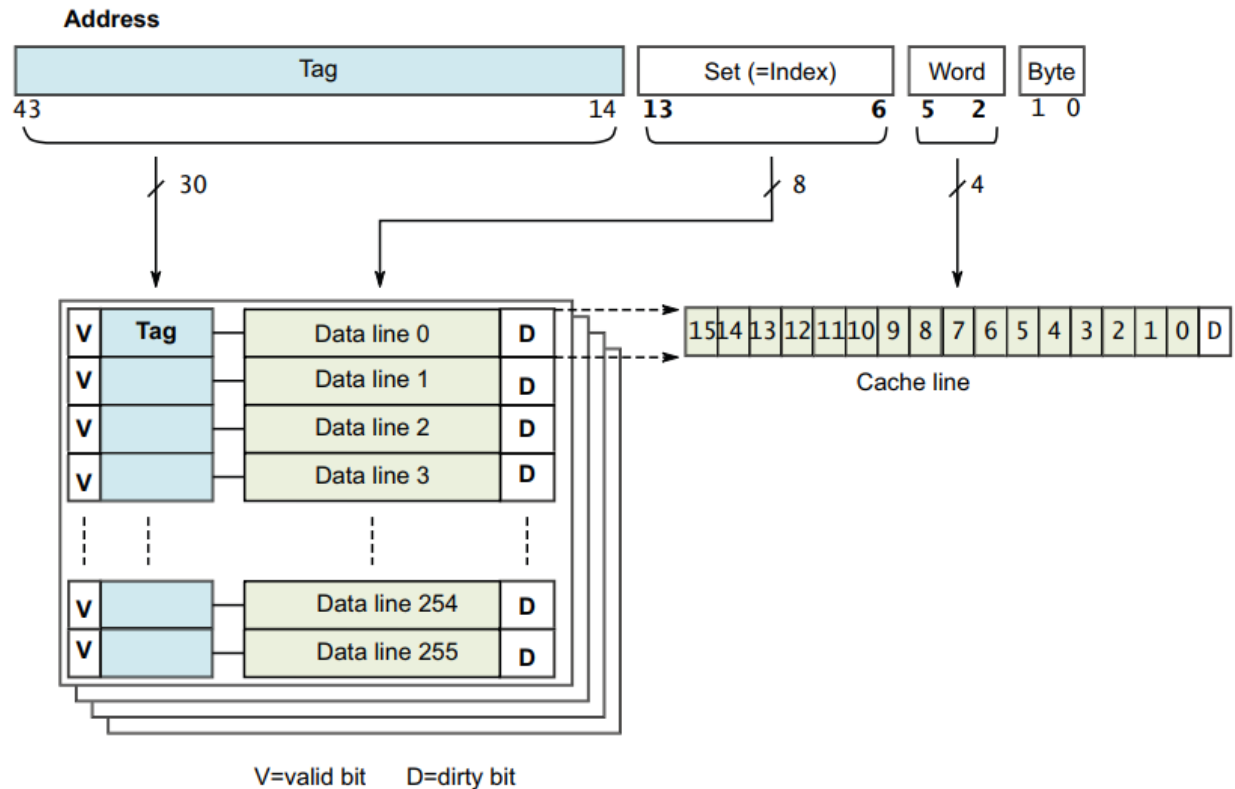 Address
Tag Set (=Index) Word Byte
43 14 13 6 5 2 1 0
30 8 4
V Tag Data line 0 D
15 14 13 12 11 10 9 8 7 6 5 4 3 2 1 0 D
V Data line 1 D
Cache line
V Data line 2 D
V Data line 3 D
V Data line 254 D
V Data line 255 D
V=valid bit D=dirty bit